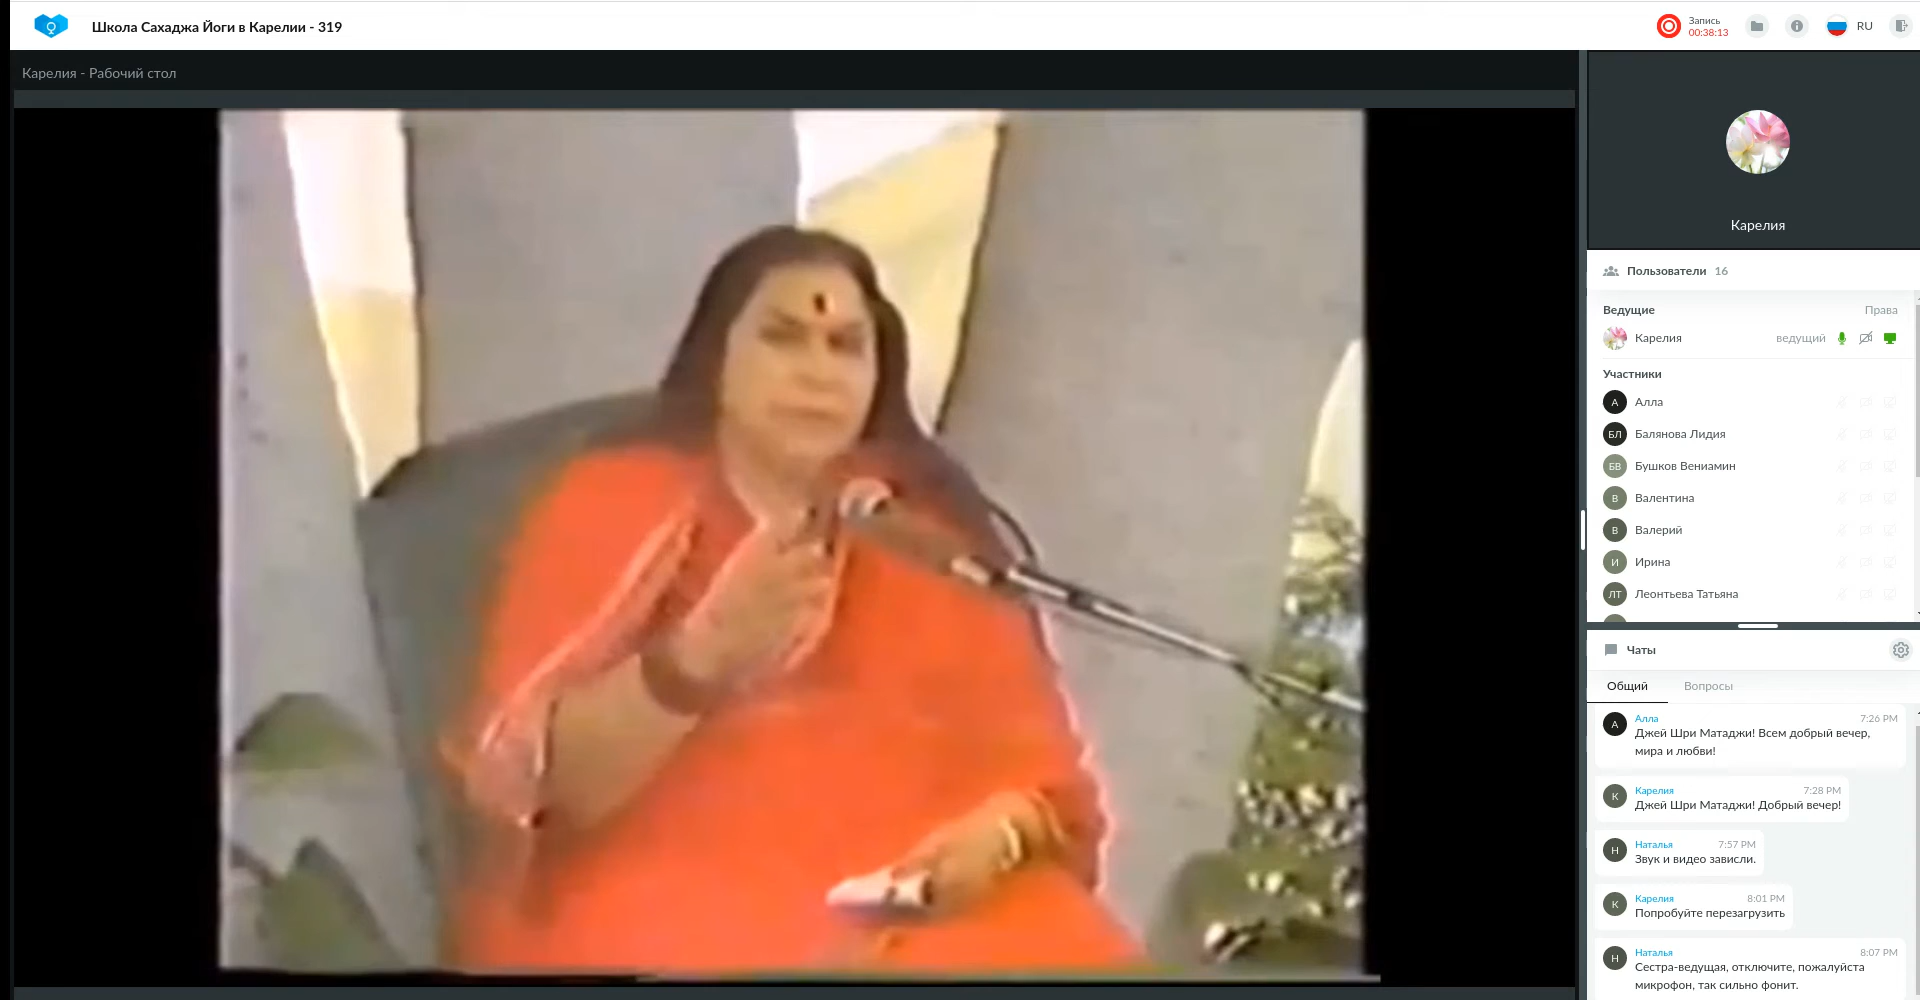 Школа Сахаджа Йоги в Карелии - 319
Запись
00:38:13
RU
Карелия - Рабочий стол
Карелия
Пользователи 16
Ведущие Права
Карелия ведущий
Участники
А Алла
БЛ Балянова Лидия
БВ Бушков Вениамин
В Валентина
В Валерий
И Ирина
ЛТ Леонтьева Татьяна
Чаты
Общий Вопросы
А Алла 7:26 PM
Джей Шри Матаджи! Всем добрый вечер,
мира и любви!
К Карелия 7:28 PM
Джей Шри Матаджи! Добрый вечер!
Н Наталья 7:57 PM
Звук и видео зависли.
К Карелия 8:01 PM
Попробуйте перезагрузить
Н Наталья 8:07 PM
Сестра-ведущая, отключите, пожалуйста
микрофон, так сильно фонит.